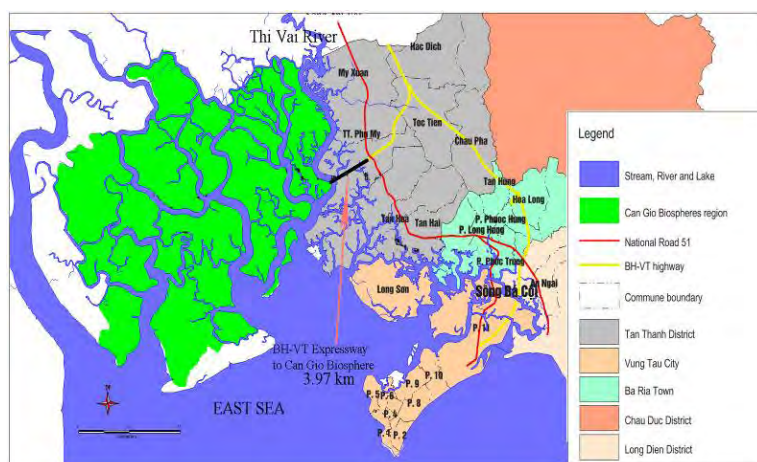 Thi Vai River
Hac Dich
My Xuan
Toc Tien
TT. Phu My
Chau Pha
Tan Hung
Hoa Long
P. Phuoc Hung
P. Long Huong
Tan Hoa
Tan Hai
P. Phuoc Trung
Long Son
Sông Bà Cội
An Ngai
P. 11
BH-VT Expressway
to Can Gio Biosphere
3.97 km
P. 10
P. 9
P. 5
P. 8
P. 2
EAST SEA
Legend
Stream, River and Lake
Can Gio Biospheres region
National Road 51
BH-VT highway
Commune boundary
Tan Thanh District
Vung Tau City
Ba Ria Town
Chau Duc District
Long Dien District